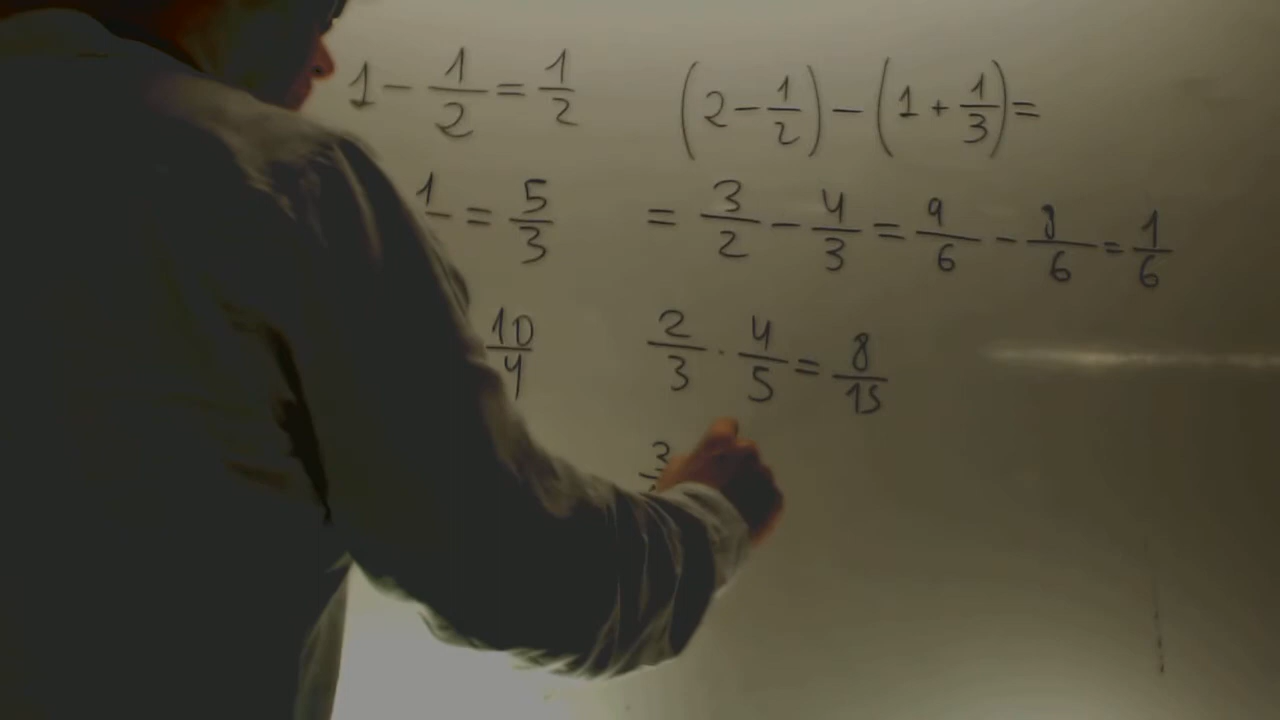 1 - 1/2 = 1/2
(2 - 1/2) - (1 + 1/3) =
1 = 5/3
= 3/2 - 4/3 = 9/6 - 8/6 = 1/6
10/4
2/3 · 4/5 = 8/15